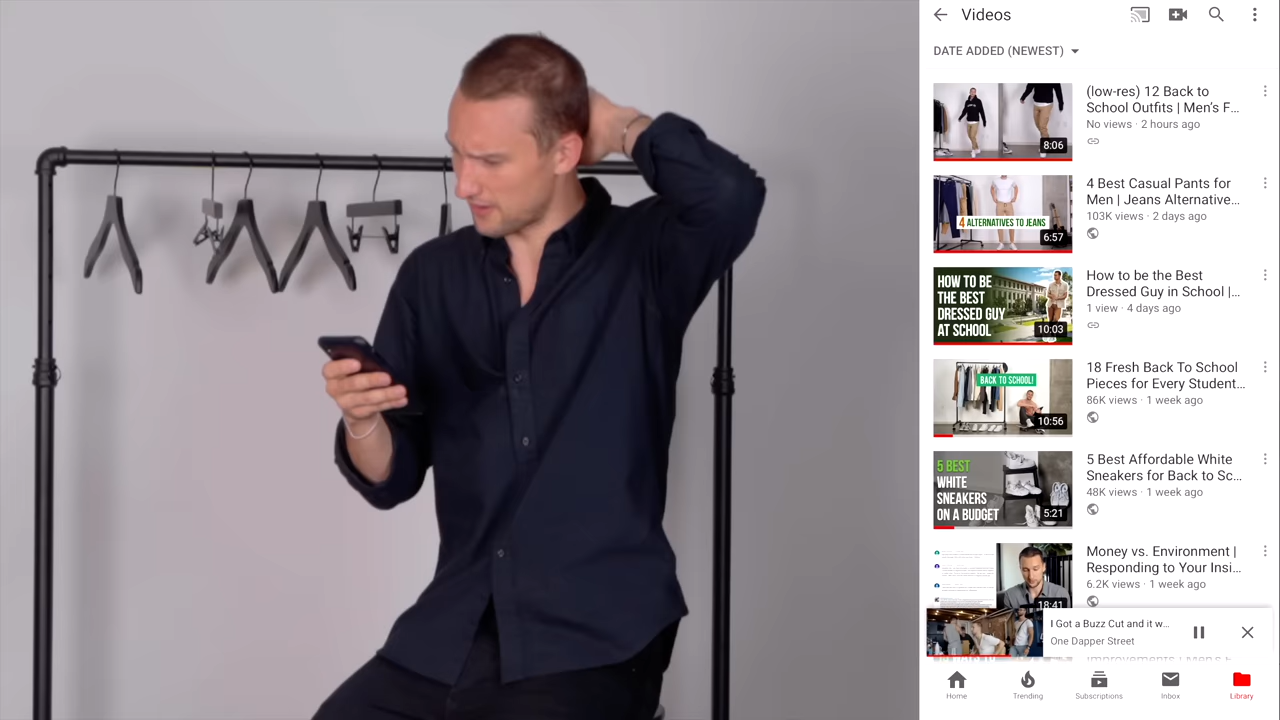 Videos
DATE ADDED (NEWEST)
(low-res) 12 Back to
School Outfits | Men's F...
No views · 2 hours ago
8:06
4 Best Casual Pants for
Men | Jeans Alternative...
103K views · 2 days ago
4 ALTERNATIVES TO JEANS
6:57
How to be the Best
Dressed Guy in School |...
1 view · 4 days ago
HOW TO BE
THE BEST
DRESSED GUY
AT SCHOOL
10:03
18 Fresh Back To School
Pieces for Every Student...
86K views · 1 week ago
BACK TO SCHOOL!
10:56
5 Best Affordable White
Sneakers for Back to Sc...
48K views · 1 week ago
5 BEST
WHITE
SNEAKERS
ON A BUDGET
5:21
Money vs. Environment |
Responding to Your Insi...
6.2K views · 1 week ago
18:41
I Got a Buzz Cut and it w...
One Dapper Street
Home
Trending
Subscriptions
Inbox
Library